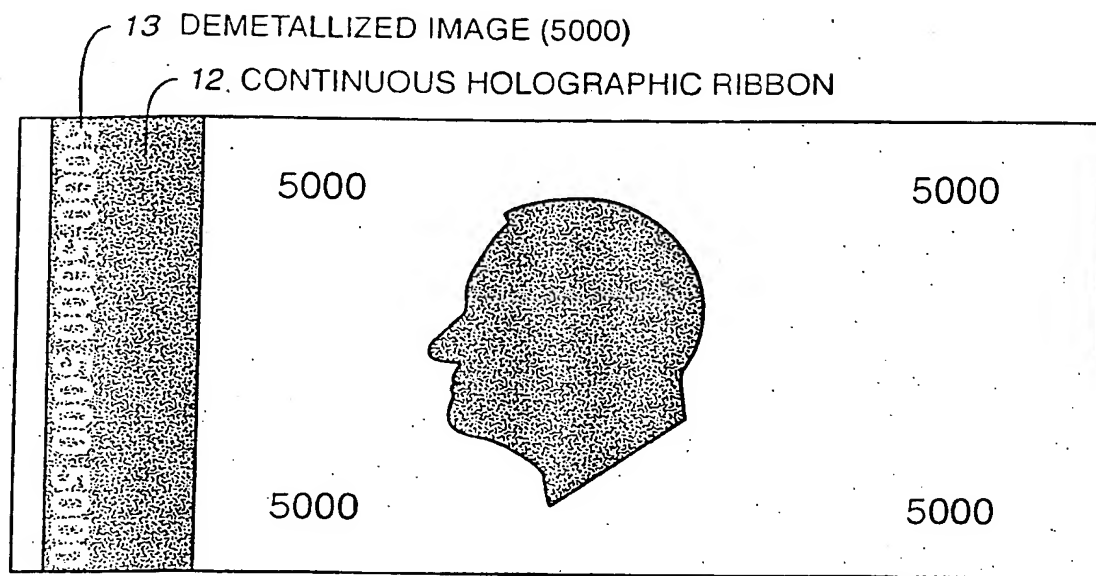 13 DEMETALLIZED IMAGE (5000)
12. CONTINUOUS HOLOGRAPHIC RIBBON
5000 5000
5000 5000